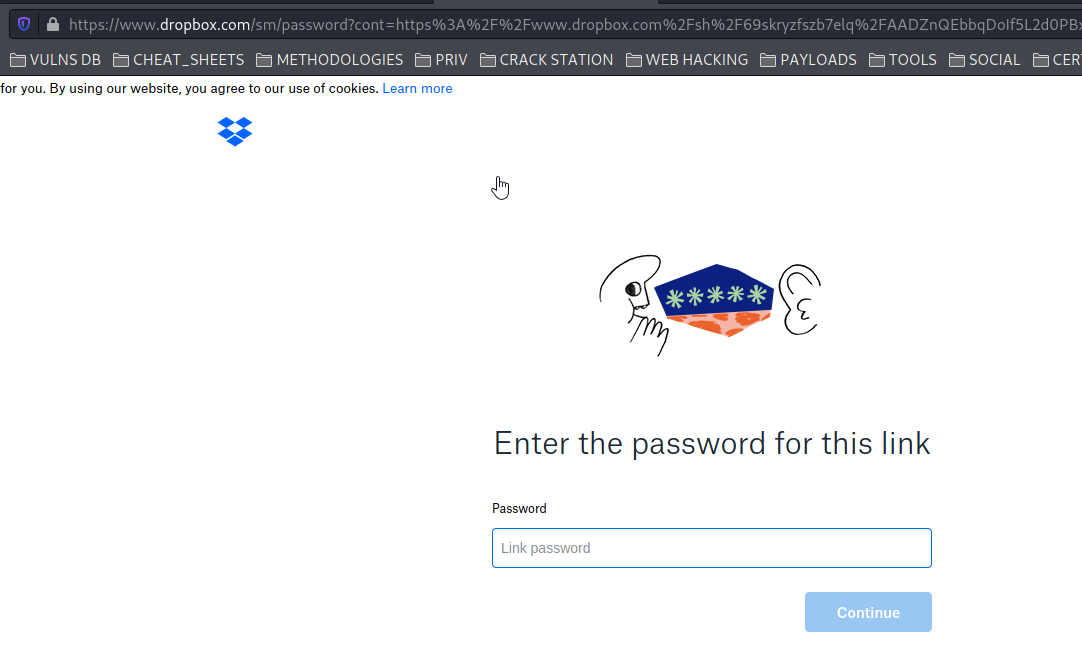 https://www.dropbox.com/sm/password?cont=https%3A%2F%2Fwww.dropbox.com%2Fsh%2F69skryzfszb7elq%2FAADZnQEbbqDoIf5L2d0PBx
VULNS DB CHEAT_SHEETS METHODOLOGIES PRIV CRACK STATION WEB HACKING PAYLOADS TOOLS SOCIAL CER
for you. By using our website, you agree to our use of cookies. Learn more
*****
Enter the password for this link
Password
Link password
Continue